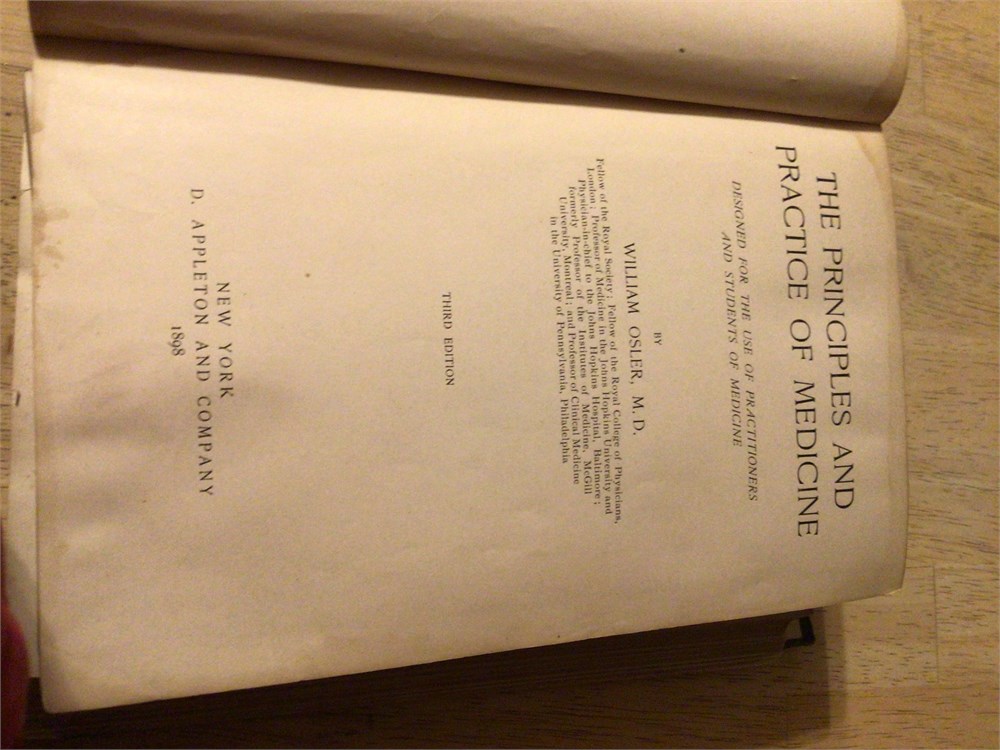 THE PRINCIPLES AND
PRACTICE OF MEDICINE
DESIGNED FOR THE USE OF PRACTITIONERS
AND STUDENTS OF MEDICINE
BY
WILLIAM OSLER, M. D.
Fellow of the Royal Society; Fellow of the Royal College of Physicians,
London; Professor of Medicine in the Johns Hopkins University and
Physician-in-chief to the Johns Hopkins Hospital, Baltimore;
formerly Professor of the Institutes of Medicine, McGill
University, Montreal; and Professor of Clinical Medicine
in the University of Pennsylvania, Philadelphia
THIRD EDITION
NEW YORK
D. APPLETON AND COMPANY
1898